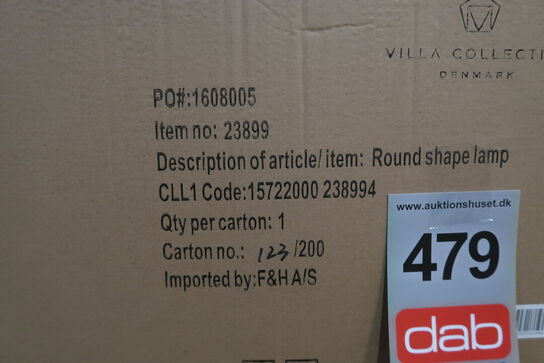 VILLA COLLECTI
DENMARK
PO#:1608005
Item no: 23899
Description of article/ item: Round shape lamp
CLL1 Code:15722000 238994
Qty per carton: 1
Carton no.: 123/200
Imported by:F&H A/S
www.auktionshuset.dk
479
dab